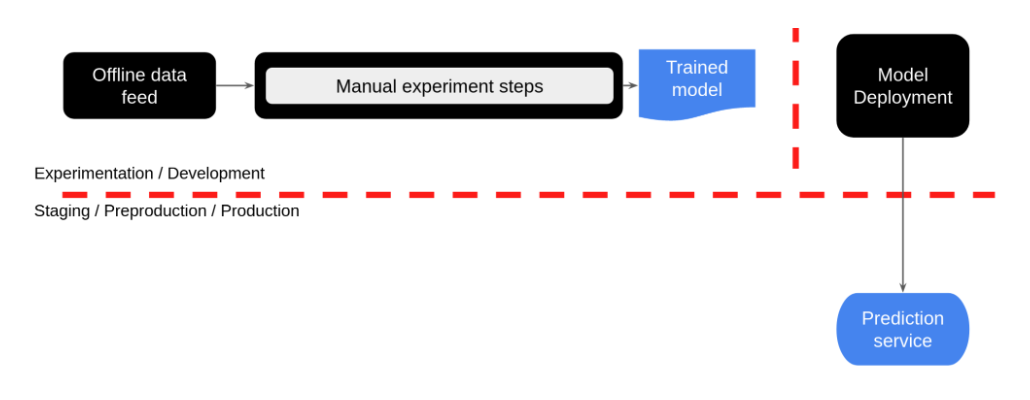 Offline data
feed
Manual experiment steps
Trained
model
Model
Deployment
Experimentation / Development
Staging / Preproduction / Production
Prediction
service